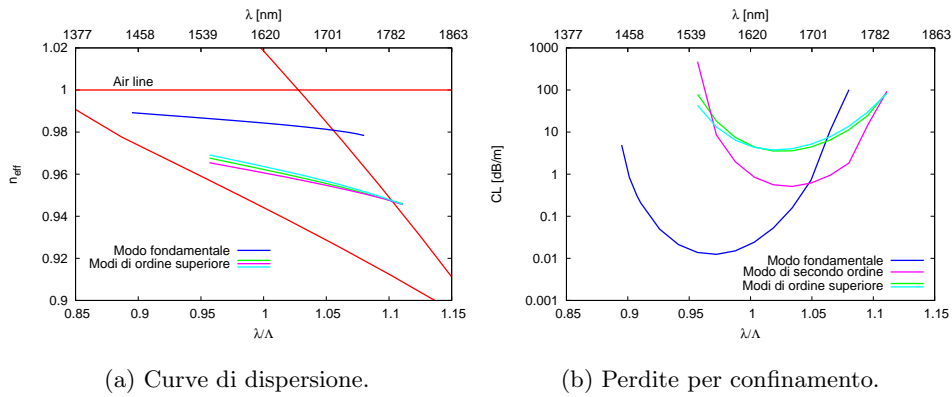 λ [nm]
1377 1458 1539 1620 1701 1782 1863
1.02
1
0.98
0.96
0.94
0.92
0.9
n_eff
Air line
Modo fondamentale
Modi di ordine superiore
0.85 0.9 0.95 1 1.05 1.1 1.15
λ/Λ
(a) Curve di dispersione.
λ [nm]
1377 1458 1539 1620 1701 1782 1863
1000
100
10
1
0.1
0.01
0.001
CL [dB/m]
Modo fondamentale
Modo di secondo ordine
Modi di ordine superiore
0.85 0.9 0.95 1 1.05 1.1 1.15
λ/Λ
(b) Perdite per confinamento.